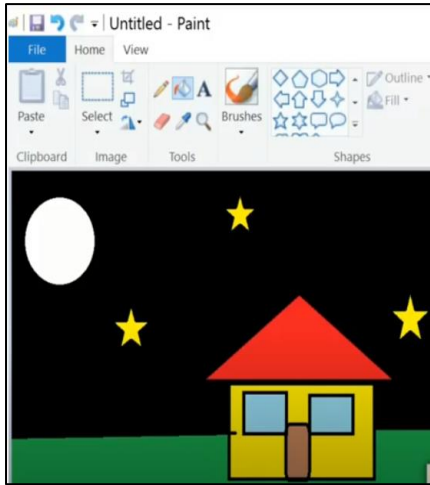 Untitled - Paint
File Home View
Paste Select Brushes Outline
Fill
Clipboard Image Tools Shapes